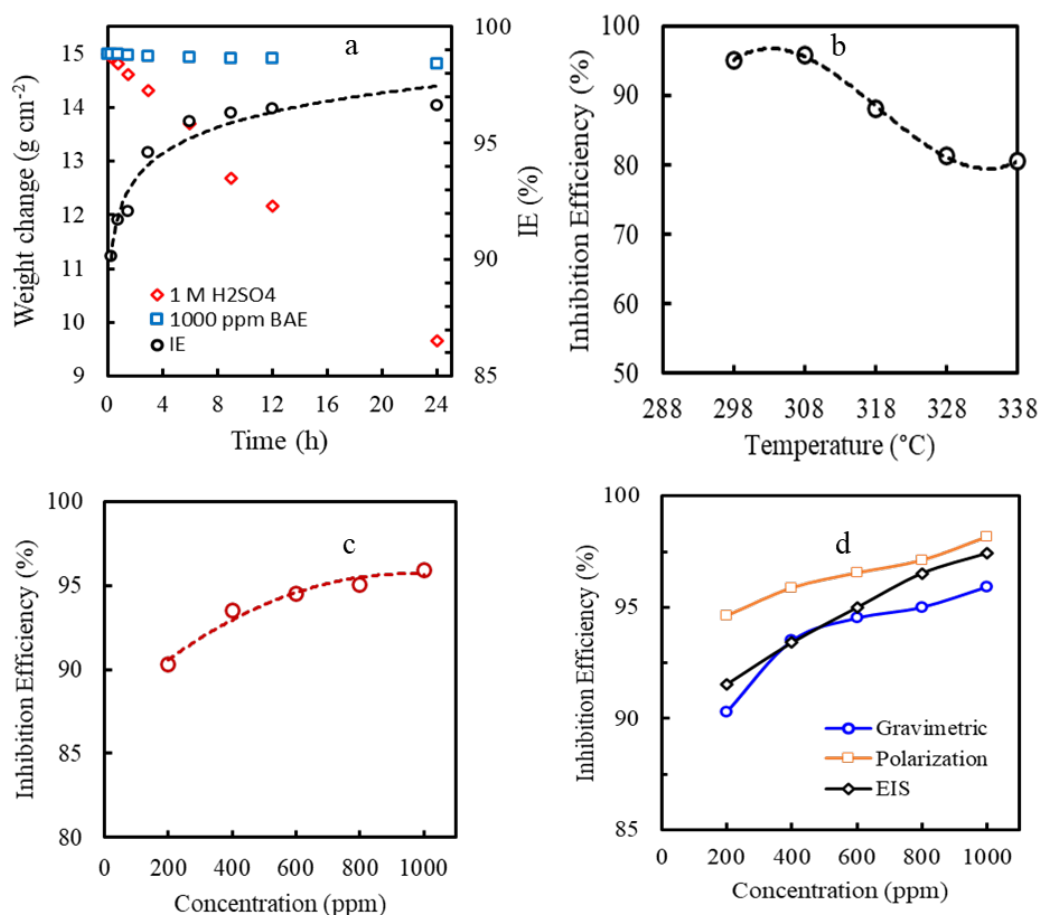 a
Weight change (g cm-2)
15
14
13
12
11
10
9
100
95
90
85
IE (%)
1 M H2SO4
1000 ppm BAE
IE
0 4 8 12 16 20 24
Time (h)
b
Inhibition Efficiency (%)
100
90
80
70
60
50
288 298 308 318 328 338
Temperature (°C)
c
Inhibition Efficiency (%)
100
95
90
85
80
0 200 400 600 800 1000
Concentration (ppm)
d
Inhibition Efficiency (%)
100
95
90
85
Gravimetric
Polarization
EIS
0 200 400 600 800 1000
Concentration (ppm)